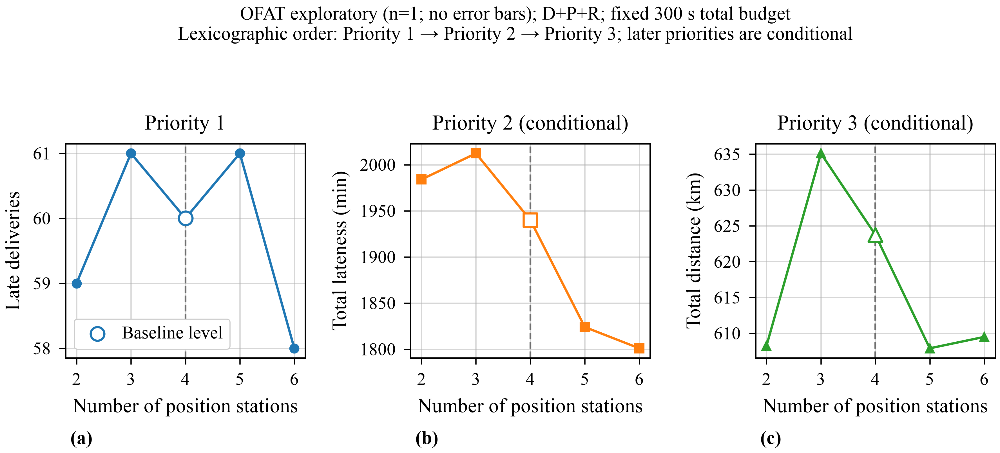 OFAT exploratory (n=1; no error bars); D+P+R; fixed 300 s total budget
Lexicographic order: Priority 1 → Priority 2 → Priority 3; later priorities are conditional
Priority 1
Late deliveries
61
60
59
58
Baseline level
2 3 4 5 6
Number of position stations
(a)
Priority 2 (conditional)
Total lateness (min)
2000
1950
1900
1850
1800
2 3 4 5 6
Number of position stations
(b)
Priority 3 (conditional)
Total distance (km)
635
630
625
620
615
610
2 3 4 5 6
Number of position stations
(c)